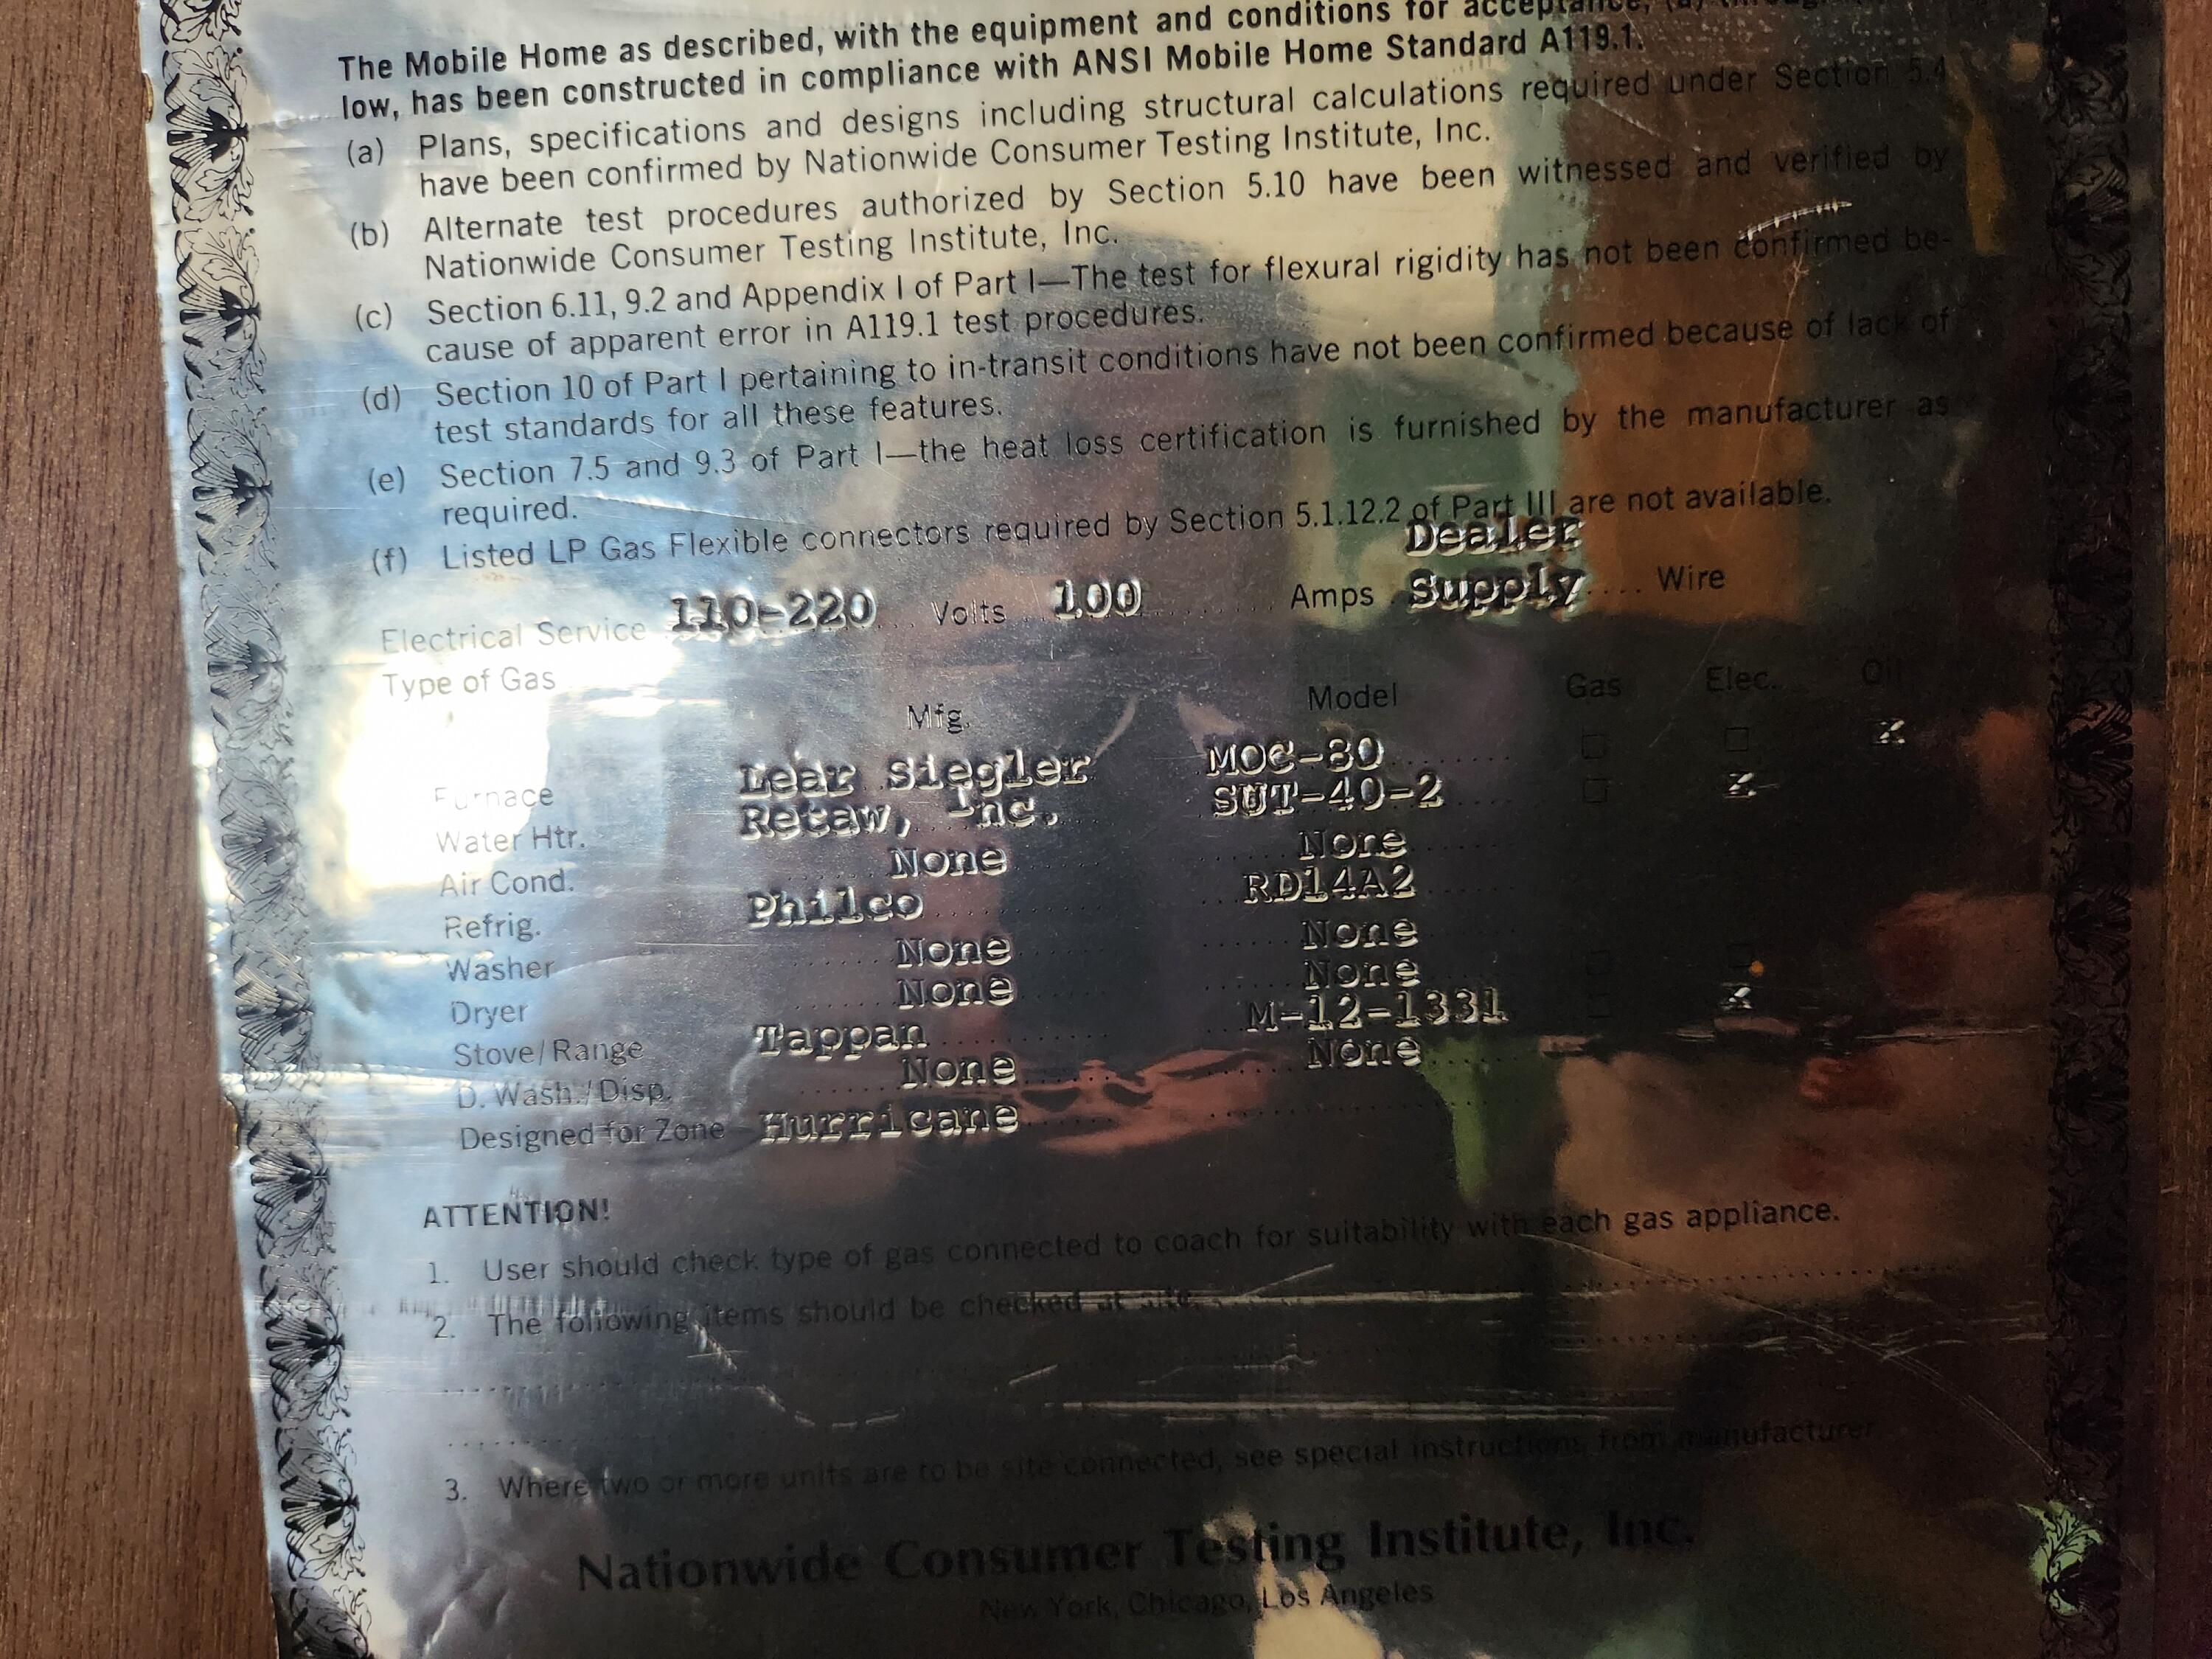 The Mobile Home as described, with the equipment and conditions for acceptance, (a)
low, has been constructed in compliance with ANSI Mobile Home Standard A119.1.
(a) Plans, specifications and designs including structural calculations required under Section 5.4
have been confirmed by Nationwide Consumer Testing Institute, Inc.
(b) Alternate test procedures authorized by Section 5.10 have been witnessed and verified by
Nationwide Consumer Testing Institute, Inc.
(c) Section 6.11, 9.2 and Appendix I of Part I—The test for flexural rigidity has not been confirmed be-
cause of apparent error in A119.1 test procedures.
(d) Section 10 of Part I pertaining to in-transit conditions have not been confirmed because of lack of
test standards for all these features.
(e) Section 7.5 and 9.3 of Part I—the heat loss certification is furnished by the manufacturer as
required.
(f) Listed LP Gas Flexible connectors required by Section 5.1.12.2 of Part III are not available.
Dealer
Electrical Service 110-220 Volts 100 Amps Supply Wire
Type of Gas
Mfg. Model Gas Elec. Oil
Furnace Lear Siegler MOC-80 X
Water Htr. Retaw, Inc. SUT-40-2 X
Air Cond. None None
Refrig. Philco RD14A2
Washer None None
Dryer None None
Stove/Range Tappan M-12-1331 X
D. Wash./Disp. None None
Designed for Zone Hurricane
ATTENTION!
1. User should check type of gas connected to coach for suitability with each gas appliance.
2. The following items should be checked at site.
3. Where two or more units are to be site connected, see special instructions from manufacturer
Nationwide Consumer Testing Institute, Inc.
New York, Chicago, Los Angeles